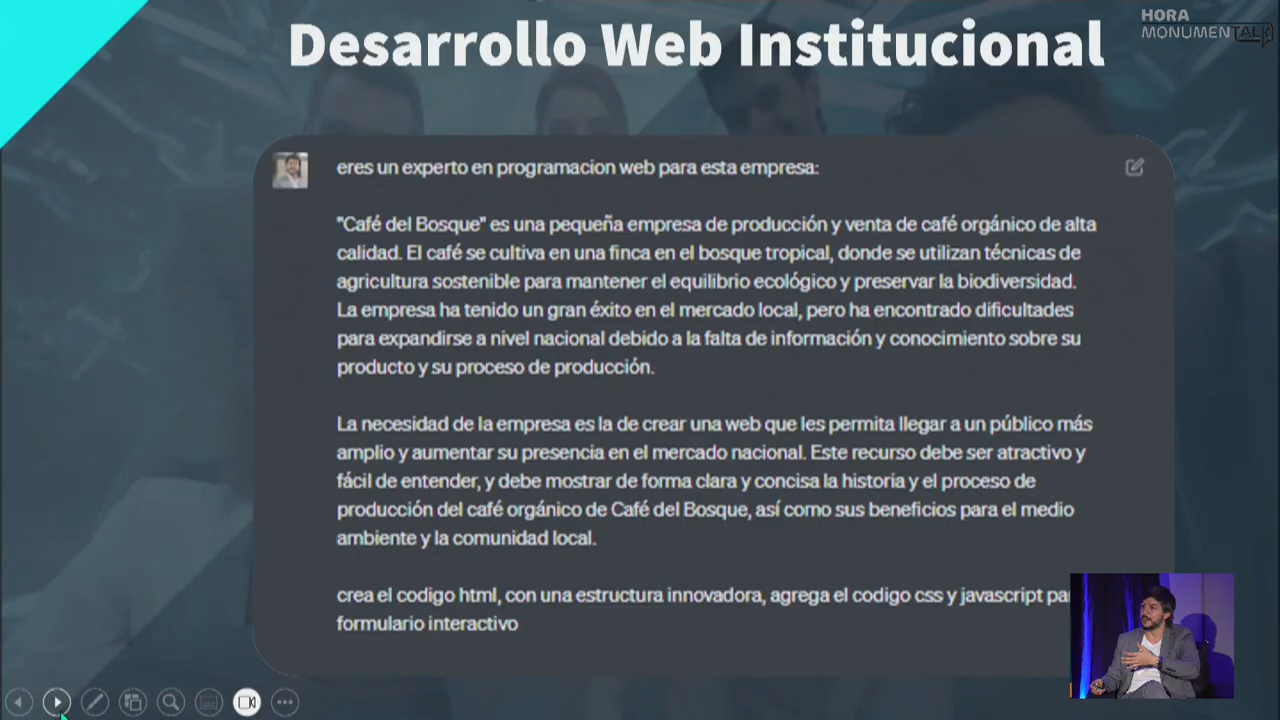 Desarrollo Web Institucional
HORA
MONUMENTALK
eres un experto en programacion web para esta empresa:
"Café del Bosque" es una pequeña empresa de producción y venta de café orgánico de alta
calidad. El café se cultiva en una finca en el bosque tropical, donde se utilizan técnicas de
agricultura sostenible para mantener el equilibrio ecológico y preservar la biodiversidad.
La empresa ha tenido un gran éxito en el mercado local, pero ha encontrado dificultades
para expandirse a nivel nacional debido a la falta de información y conocimiento sobre su
producto y su proceso de producción.
La necesidad de la empresa es la de crear una web que les permita llegar a un público más
amplio y aumentar su presencia en el mercado nacional. Este recurso debe ser atractivo y
fácil de entender, y debe mostrar de forma clara y concisa la historia y el proceso de
producción del café orgánico de Café del Bosque, así como sus beneficios para el medio
ambiente y la comunidad local.
crea el codigo html, con una estructura innovadora, agrega el codigo css y javascript
formulario interactivo